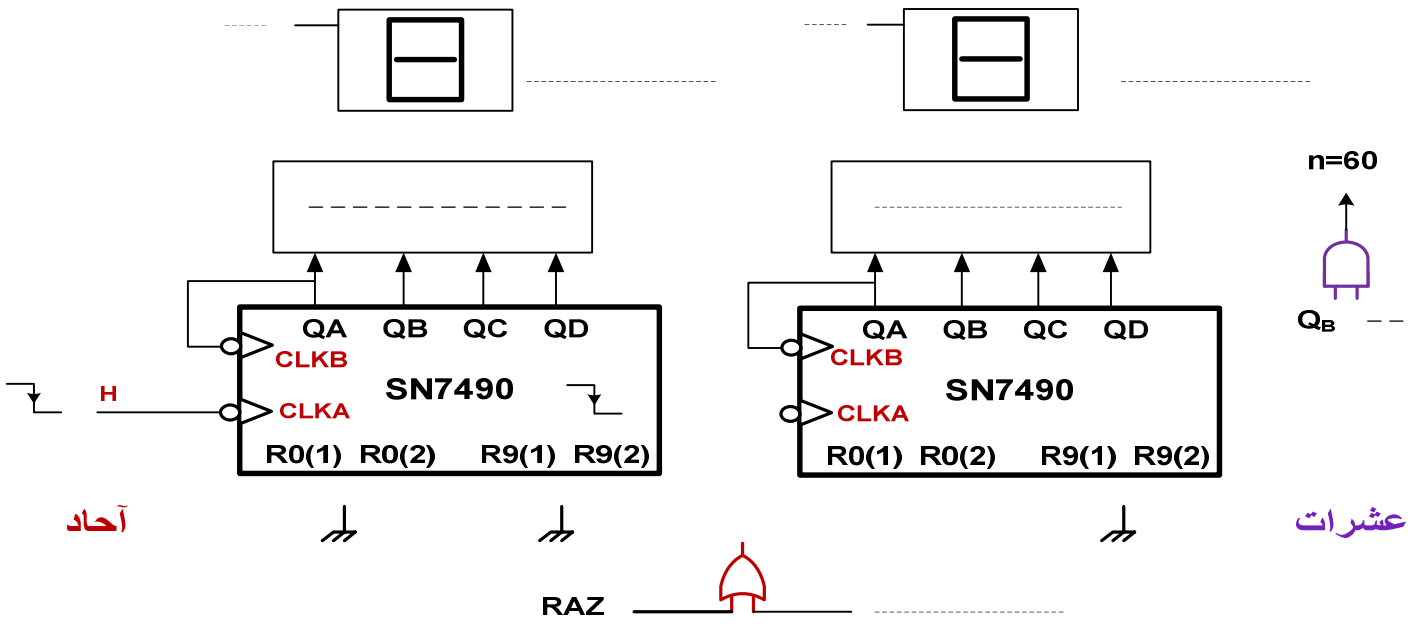 n=60
QA QB QC QD
CLKB
SN7490
H
CLKA
R0(1) R0(2) R9(1) R9(2)
QA QB QC QD
CLKB
SN7490
CLKA
R0(1) R0(2) R9(1) R9(2)
QB
آحاد
عشرات
RAZ